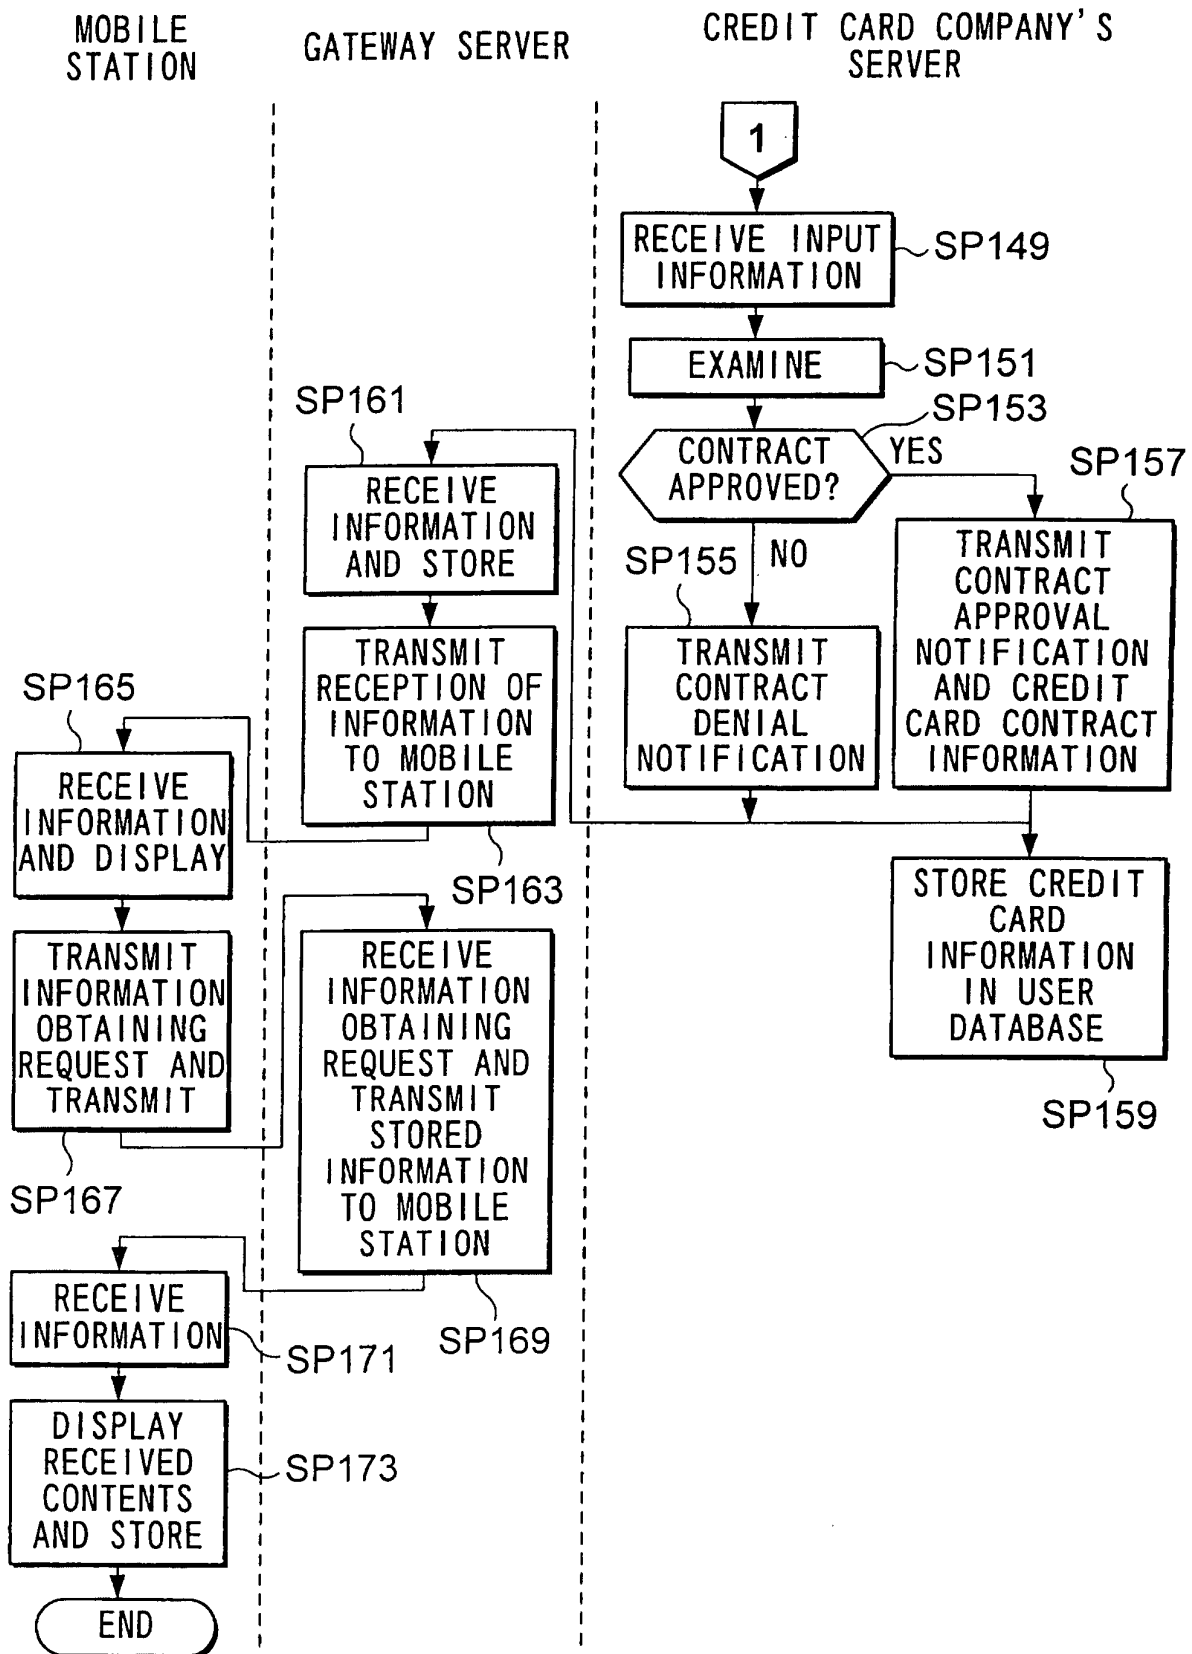 MOBILE
STATION
GATEWAY SERVER
CREDIT CARD COMPANY'S
SERVER
1
RECEIVE INPUT
INFORMATION
SP149
EXAMINE
SP151
CONTRACT
APPROVED?
SP153
YES
NO
SP155
TRANSMIT
CONTRACT
DENIAL
NOTIFICATION
SP157
TRANSMIT
CONTRACT
APPROVAL
NOTIFICATION
AND CREDIT
CARD CONTRACT
INFORMATION
STORE CREDIT
CARD
INFORMATION
IN USER
DATABASE
SP159
SP161
RECEIVE
INFORMATION
AND STORE
TRANSMIT
RECEPTION OF
INFORMATION
TO MOBILE
STATION
SP163
SP165
RECEIVE
INFORMATION
AND DISPLAY
TRANSMIT
INFORMATION
OBTAINING
REQUEST AND
TRANSMIT
SP167
RECEIVE
INFORMATION
OBTAINING
REQUEST AND
TRANSMIT
STORED
INFORMATION
TO MOBILE
STATION
SP169
RECEIVE
INFORMATION
SP171
DISPLAY
RECEIVED
CONTENTS
AND STORE
SP173
END